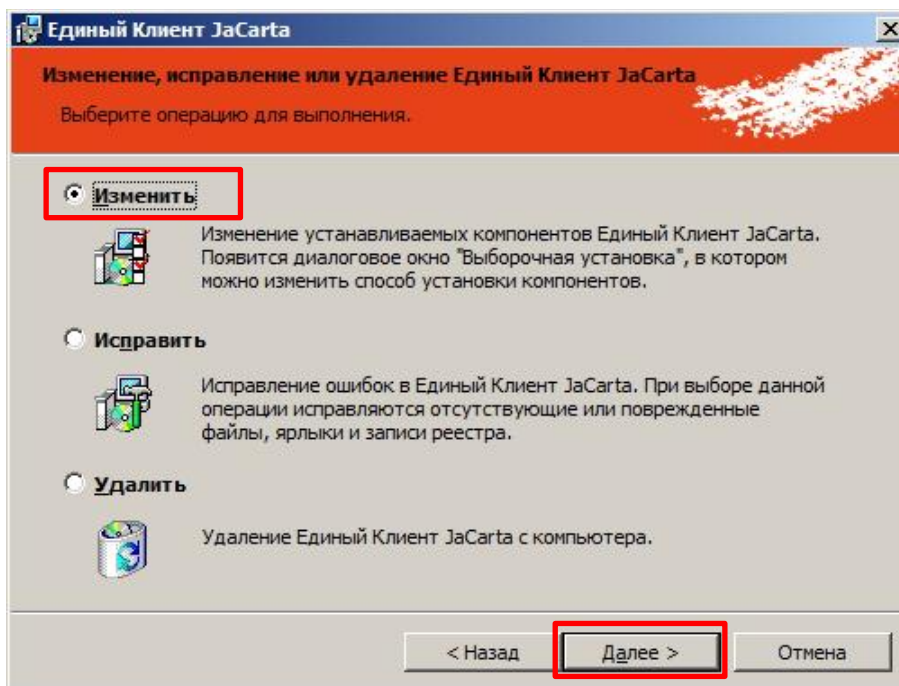 Единый Клиент JaCarta
Изменение, исправление или удаление Единый Клиент JaCarta
Выберите операцию для выполнения.
Изменить
Изменение устанавливаемых компонентов Единый Клиент JaCarta.
Появится диалоговое окно "Выборочная установка", в котором
можно изменить способ установки компонентов.
Исправить
Исправление ошибок в Единый Клиент JaCarta. При выборе данной
операции исправляются отсутствующие или поврежденные
файлы, ярлыки и записи реестра.
Удалить
Удаление Единый Клиент JaCarta с компьютера.
< Назад Далее > Отмена